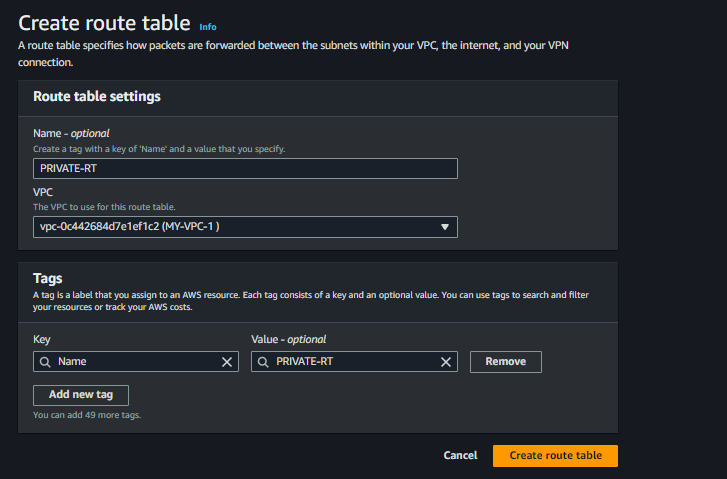 Create route table Info
A route table specifies how packets are forwarded between the subnets within your VPC, the internet, and your VPN
connection.
Route table settings
Name - optional
Create a tag with a key of 'Name' and a value that you specify.
PRIVATE-RT
VPC
The VPC to use for this route table.
vpc-0c442684d7e1ef1c2 (MY-VPC-1 )
Tags
A tag is a label that you assign to an AWS resource. Each tag consists of a key and an optional value. You can use tags to search and filter
your resources or track your AWS costs.
Key
Value - optional
Name
PRIVATE-RT
Remove
Add new tag
You can add 49 more tags.
Cancel
Create route table